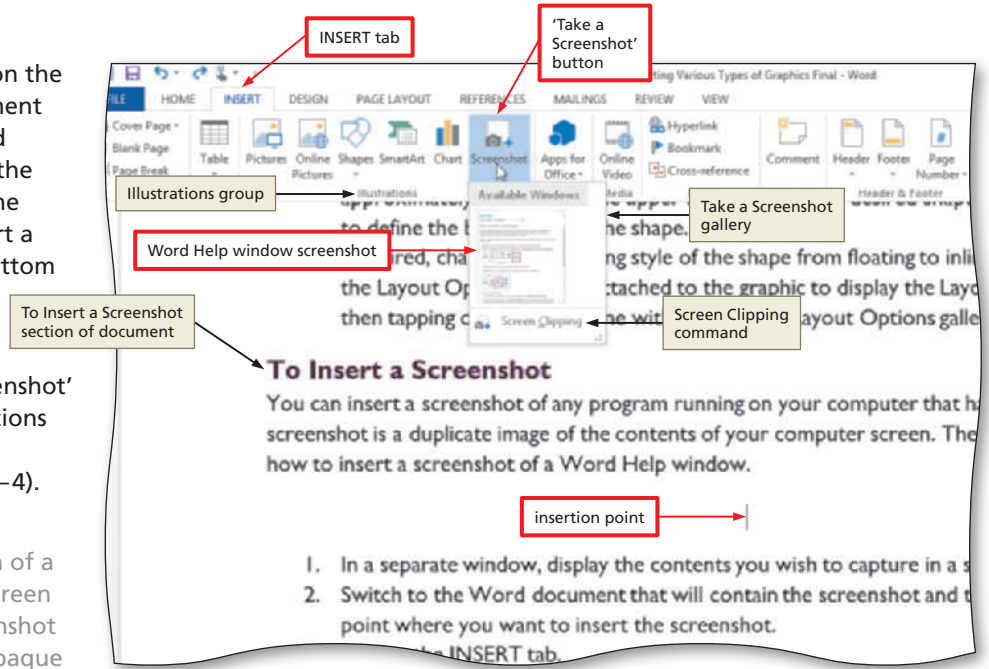 on the
ment
d
the
ne
rt a
ttom
enshot’
tions
–4).
n of a
reen
nshot
paque
INSERT tab
‘Take a
Screenshot’
button
ting Various Types of Graphics Final - Word
FILE HOME INSERT DESIGN PAGE LAYOUT REFERENCES MAILINGS REVIEW VIEW
Cover Page
Blank Page
Page Break
Table
Pictures
Online
Pictures
Shapes
SmartArt
Chart
Screenshot
Apps for
Office
Online
Video
Hyperlink
Bookmark
Cross-reference
Comment
Header
Footer
Page
Number
Illustrations
Media
Header & Footer
Illustrations group
Available Windows
Take a Screenshot
gallery
Word Help window screenshot
Screen Clipping
Screen Clipping
command
To Insert a Screenshot
section of document
approximately upper desired shape
to define the he shape.
red, cha ng style of the shape from floating to inli
the Layout Op ttached to the graphic to display the Layo
then tapping ne wit ayout Options galle
To Insert a Screenshot
You can insert a screenshot of any program running on your computer that ha
screenshot is a duplicate image of the contents of your computer screen. The
how to insert a screenshot of a Word Help window.
insertion point
1. In a separate window, display the contents you wish to capture in a s
2. Switch to the Word document that will contain the screenshot and t
point where you want to insert the screenshot.
INSERT tab.